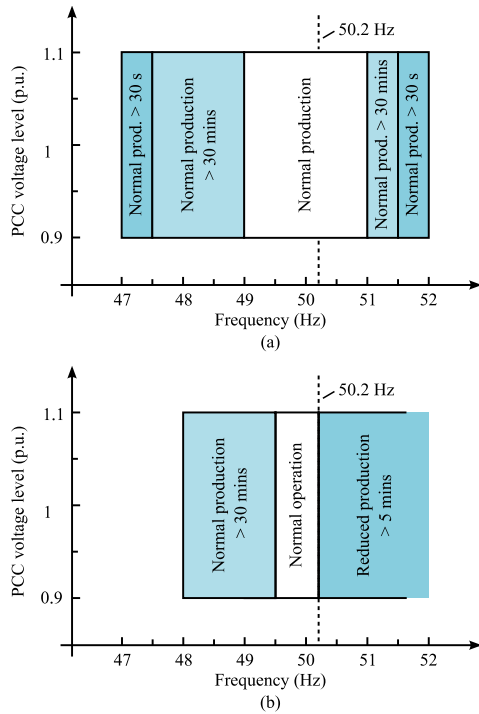 50.2 Hz
PCC voltage level (p.u.)
1.1
1
0.9
Normal prod. > 30 s
Normal production
> 30 mins
Normal production
Normal prod. > 30 mins
Normal prod. > 30 s
47 48 49 50 51 52
Frequency (Hz)
(a)
50.2 Hz
PCC voltage level (p.u.)
1.1
1
0.9
Normal production
> 30 mins
Normal operation
Reduced production
> 5 mins
47 48 49 50 51 52
Frequency (Hz)
(b)